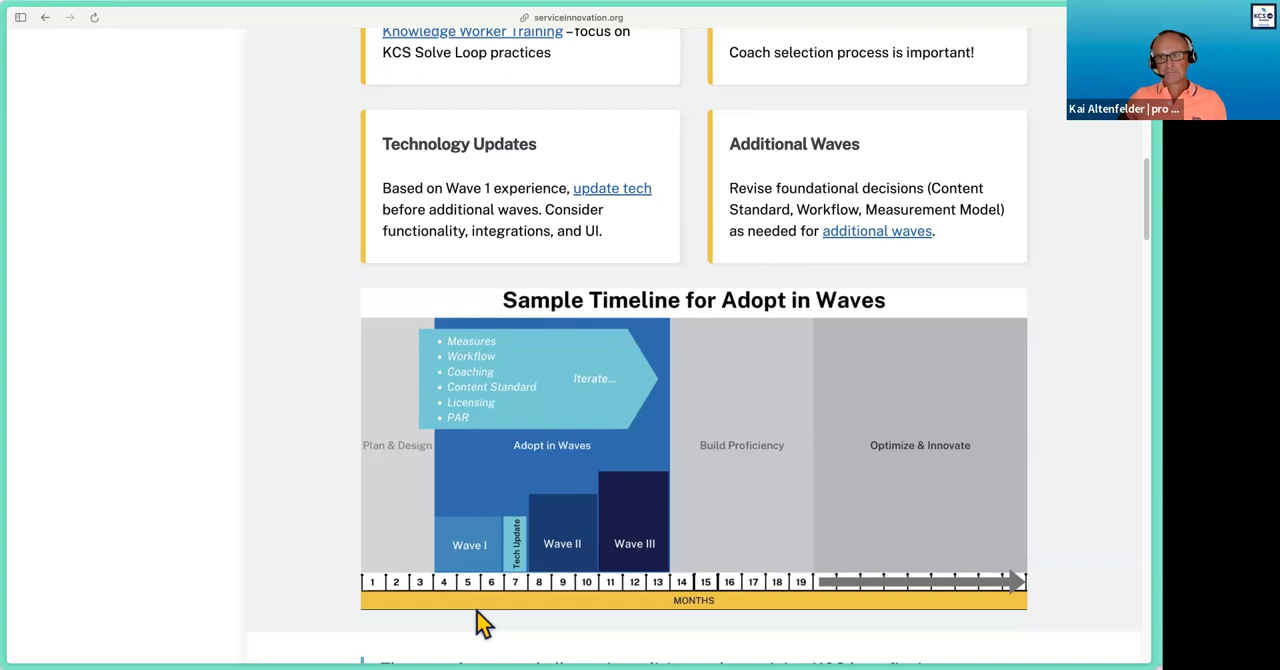 serviceinnovation.org
KCS
Kai Altenfelder | pro ...
Knowledge Worker Training – focus on
KCS Solve Loop practices
Coach selection process is important!
Technology Updates
Based on Wave 1 experience, update tech
before additional waves. Consider
functionality, integrations, and UI.
Additional Waves
Revise foundational decisions (Content
Standard, Workflow, Measurement Model)
as needed for additional waves.
Sample Timeline for Adopt in Waves
• Measures
• Workflow
• Coaching
• Content Standard
• Licensing
• PAR
Iterate...
Plan & Design
Adopt in Waves
Build Proficiency
Optimize & Innovate
Wave I
Tech Update
Wave II
Wave III
1 2 3 4 5 6 7 8 9 10 11 12 13 14 15 16 17 18 19
MONTHS